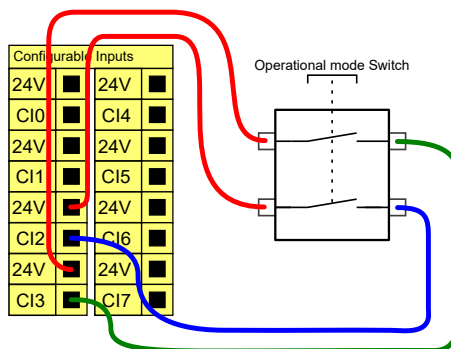 Configurable Inputs
Operational mode Switch
24V 24V
CI0 CI4
24V 24V
CI1 CI5
24V 24V
CI2 CI6
24V 24V
CI3 CI7